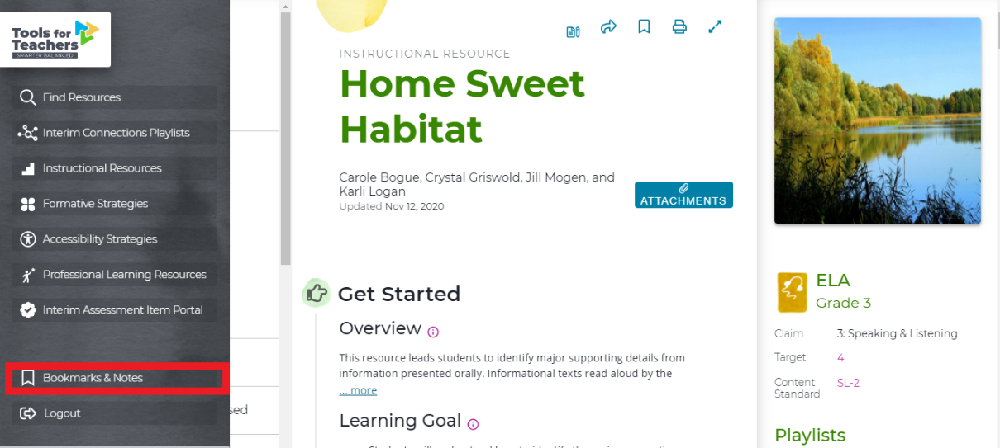 Tools for
Teachers
SMARTER BALANCED
Find Resources
Interim Connections Playlists
Instructional Resources
Formative Strategies
Accessibility Strategies
Professional Learning Resources
Interim Assessment Item Portal
Bookmarks & Notes
Logout
INSTRUCTIONAL RESOURCE
Home Sweet
Habitat
Carole Bogue, Crystal Griswold, Jill Mogen, and
Karli Logan
Updated Nov 12, 2020
ATTACHMENTS
Get Started
Overview
This resource leads students to identify major supporting details from
information presented orally. Informational texts read aloud by the
... more
Learning Goal
ELA
Grade 3
Claim 3: Speaking & Listening
Target 4
Content SL-2
Standard
Playlists